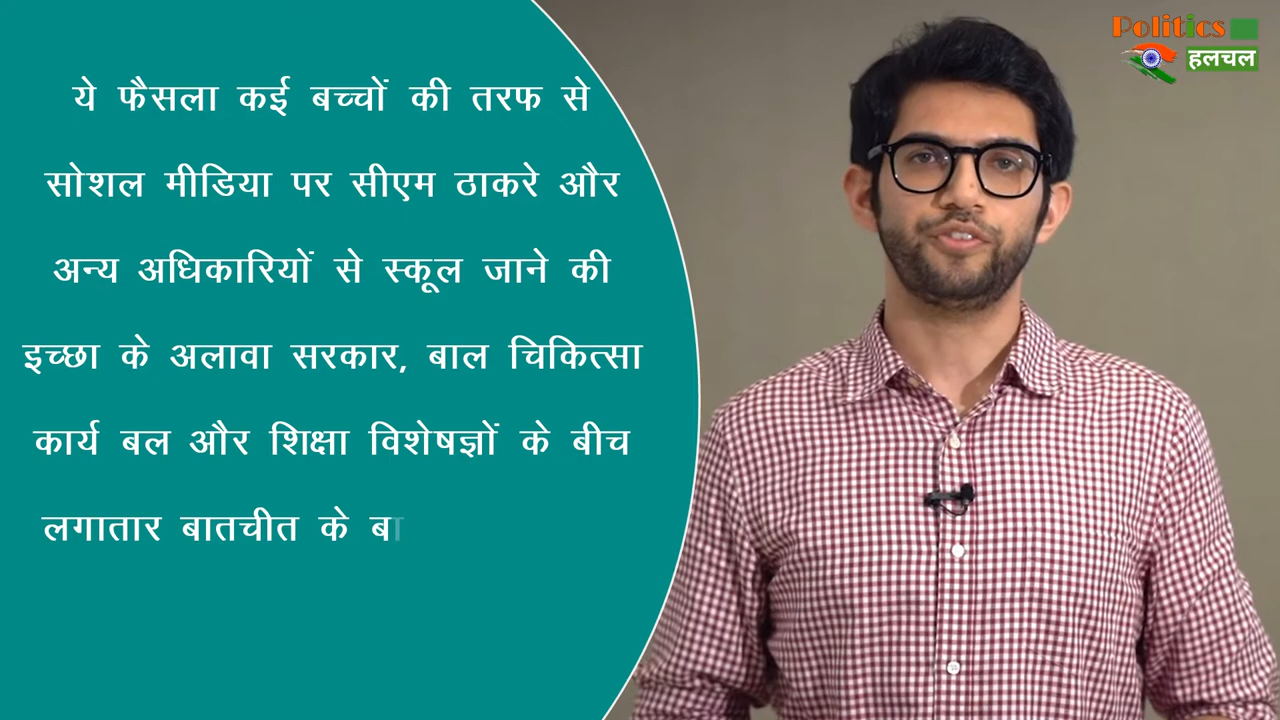 Politics
हलचल
ये फैसला कई बच्चों की तरफ से
सोशल मीडिया पर सीएम ठाकरे और
अन्य अधिकारियों से स्कूल जाने की
इच्छा के अलावा सरकार, बाल चिकित्सा
कार्य बल और शिक्षा विशेषज्ञों के बीच
लगातार बातचीत के बा